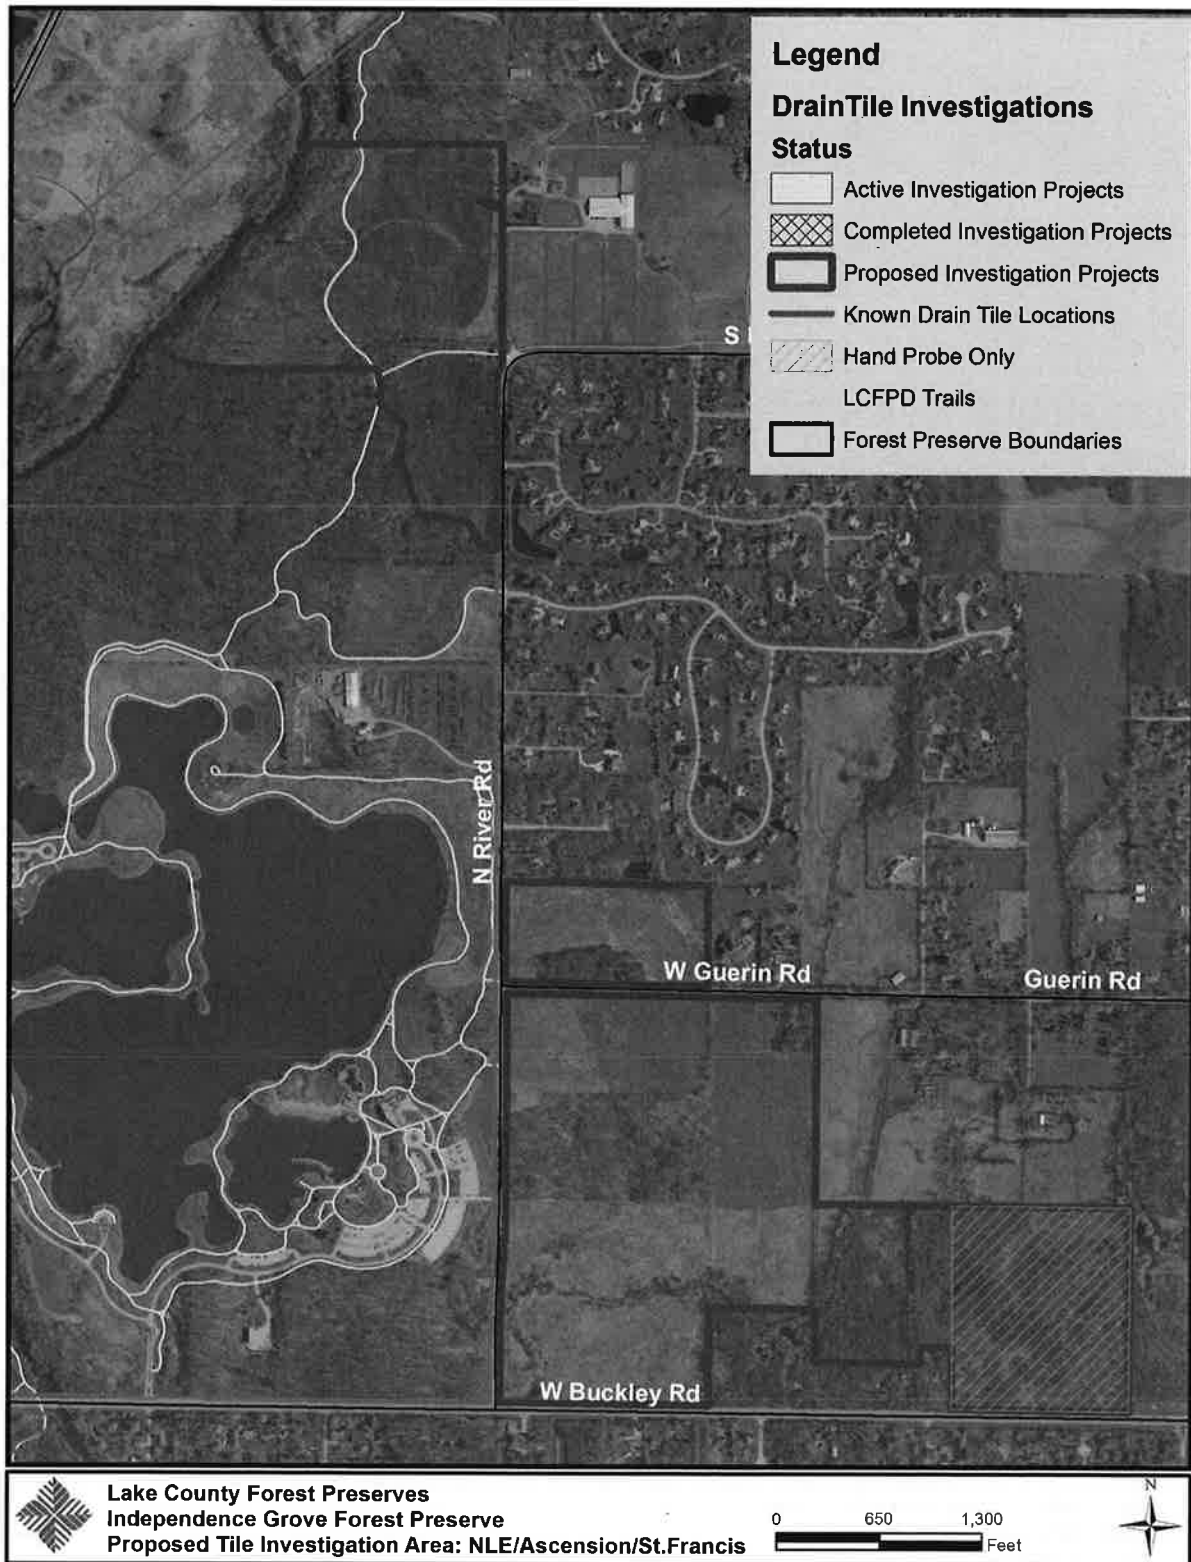 Legend
DrainTile Investigations
Status
Active Investigation Projects
Completed Investigation Projects
Proposed Investigation Projects
Known Drain Tile Locations
Hand Probe Only
LCFPD Trails
Forest Preserve Boundaries
S
N River Rd
W Guerin Rd
Guerin Rd
W Buckley Rd
Lake County Forest Preserves
Independence Grove Forest Preserve
Proposed Tile Investigation Area: NLE/Ascension/St.Francis
0 650 1,300
Feet
N